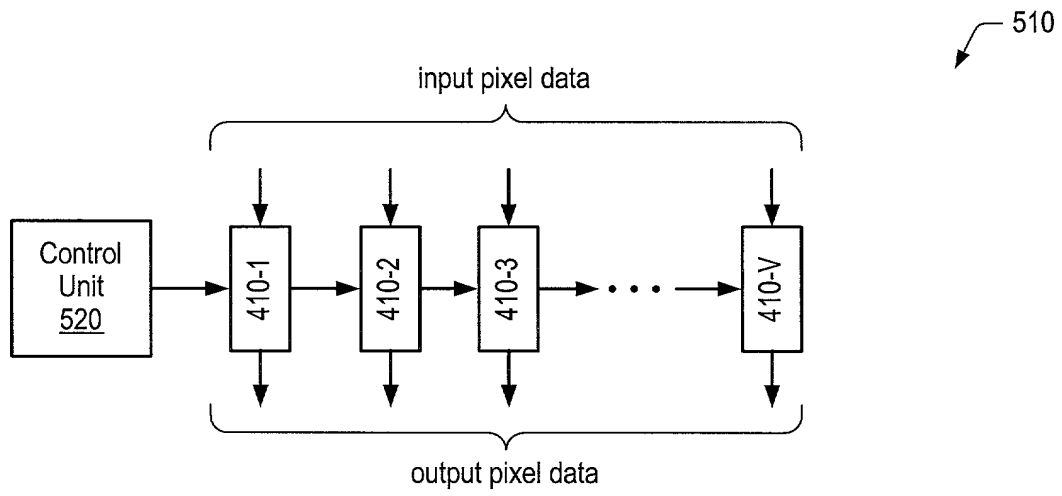 510
input pixel data
Control
Unit
520
410-1
410-2
410-3
410-V
output pixel data